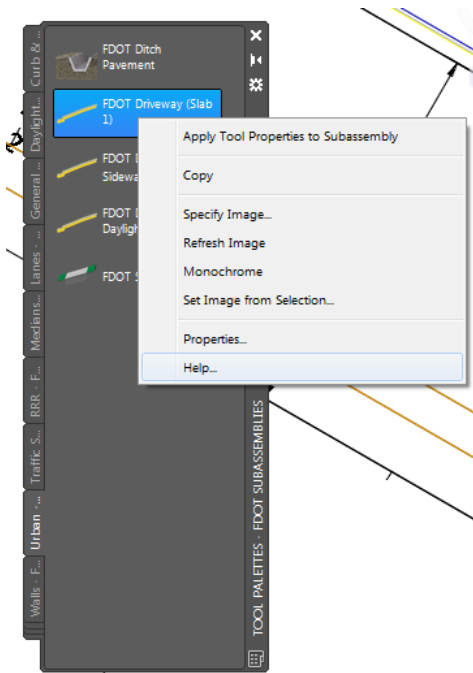 Curb & ...
Daylight...
General ...
Lanes - ...
Medians...
RRR - F...
Traffic S...
Urban -...
Walls - F...
FDOT Ditch
Pavement
FDOT Driveway (Slab
1)
FDOT
FDOT
FDOT
Apply Tool Properties to Subassembly
Copy
Specify Image...
Refresh Image
Monochrome
Set Image from Selection...
Properties...
Help...
TOOL PALETTES - FDOT SUBASSEMBLIES